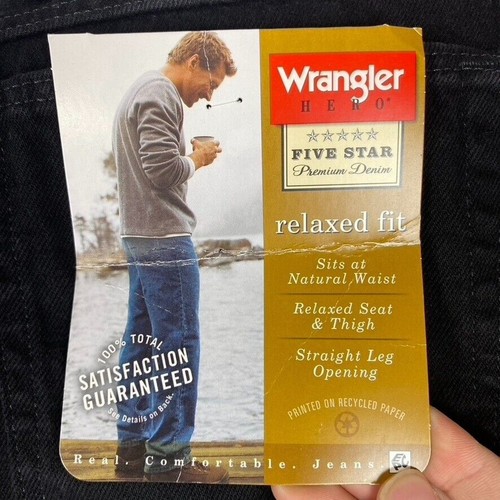 Wrangler
HERO
FIVE STAR
Premium Denim
relaxed fit
Sits at
Natural Waist
Relaxed Seat
& Thigh
Straight Leg
Opening
PRINTED ON RECYCLED PAPER
100% TOTAL
SATISFACTION
GUARANTEED
See Details on Back.
Real. Comfortable. Jeans.